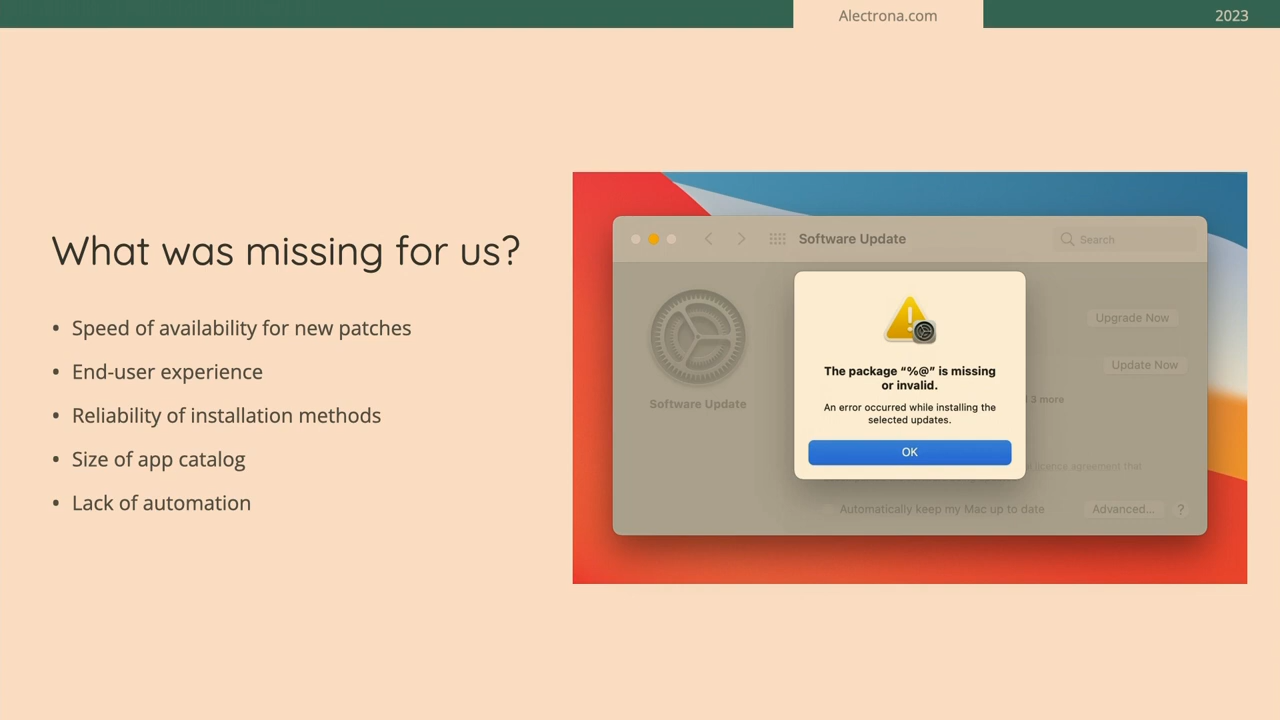 Alectrona.com
2023
What was missing for us?
• Speed of availability for new patches
• End-user experience
• Reliability of installation methods
• Size of app catalog
• Lack of automation
Software Update
Search
Upgrade Now
Update Now
Software Update
The package “%@” is missing
or invalid.
3 more
An error occurred while installing the
selected updates.
OK
licence agreement that
Automatically keep my Mac up to date
Advanced...
?